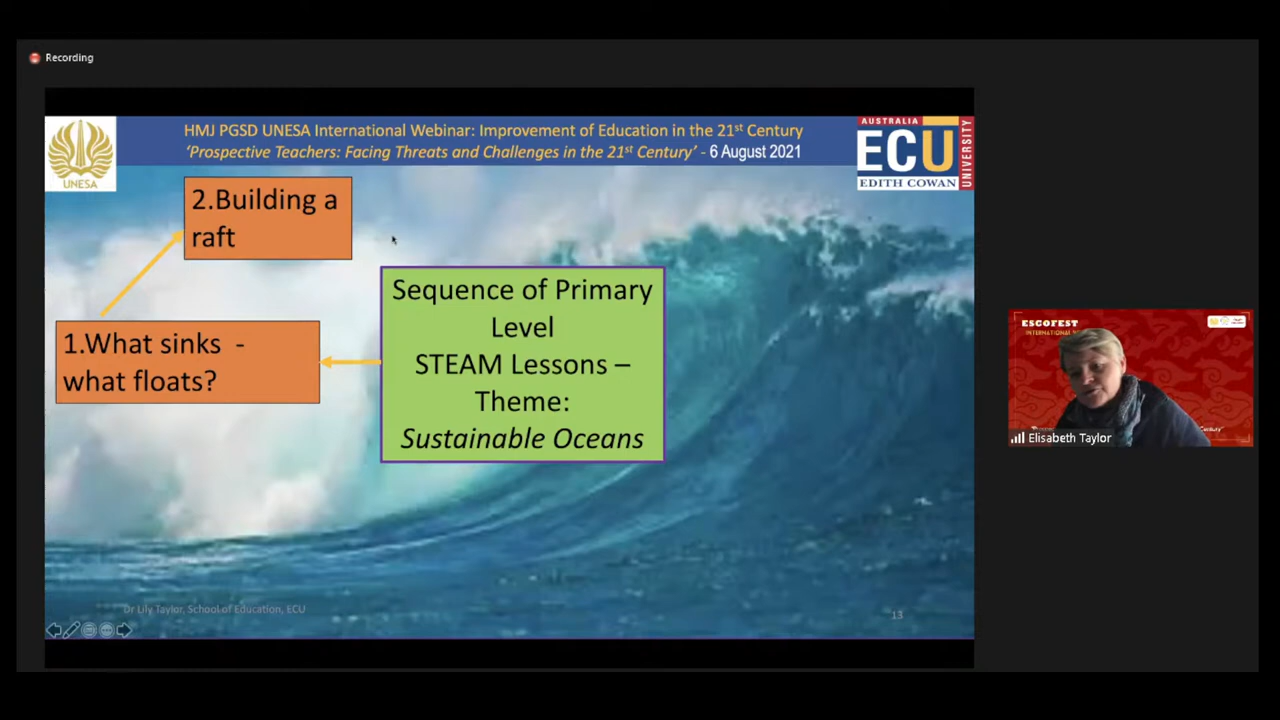 Recording
HMJ PGSD UNESA International Webinar: Improvement of Education in the 21st Century
'Prospective Teachers: Facing Threats and Challenges in the 21st Century' - 6 August 2021
UNESA
AUSTRALIA
ECU
EDITH COWAN
UNIVERSITY
2.Building a
raft
1.What sinks -
what floats?
Sequence of Primary
Level
STEAM Lessons –
Theme:
Sustainable Oceans
Dr Lily Taylor, School of Education, ECU
13
ESCOFEST
INTERNATIONAL
Elisabeth Taylor